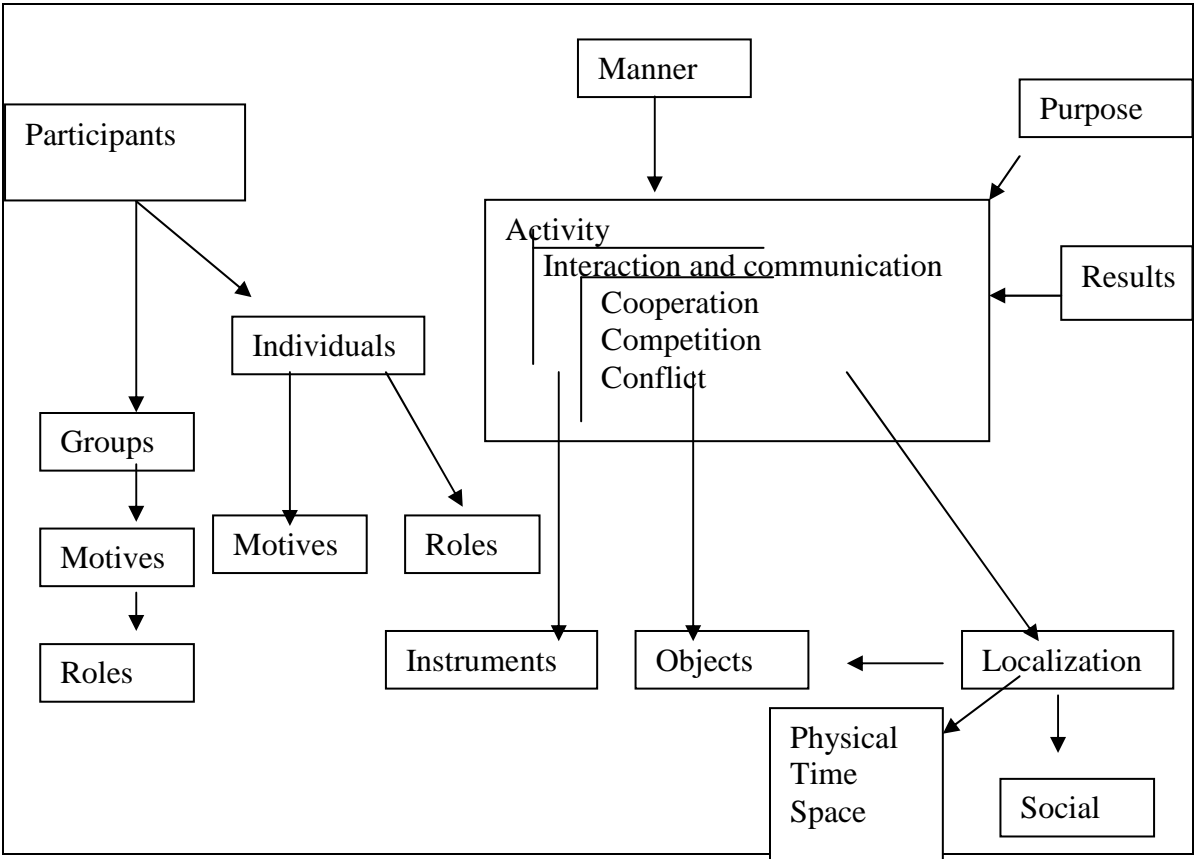 Manner
Purpose
Participants
Activity
Interaction and communication
Results
Cooperation
Competition
Individuals
Conflict
Groups
Motives
Roles
Motives
Instruments
Objects
Localization
Roles
Physical
Time
Space
Social